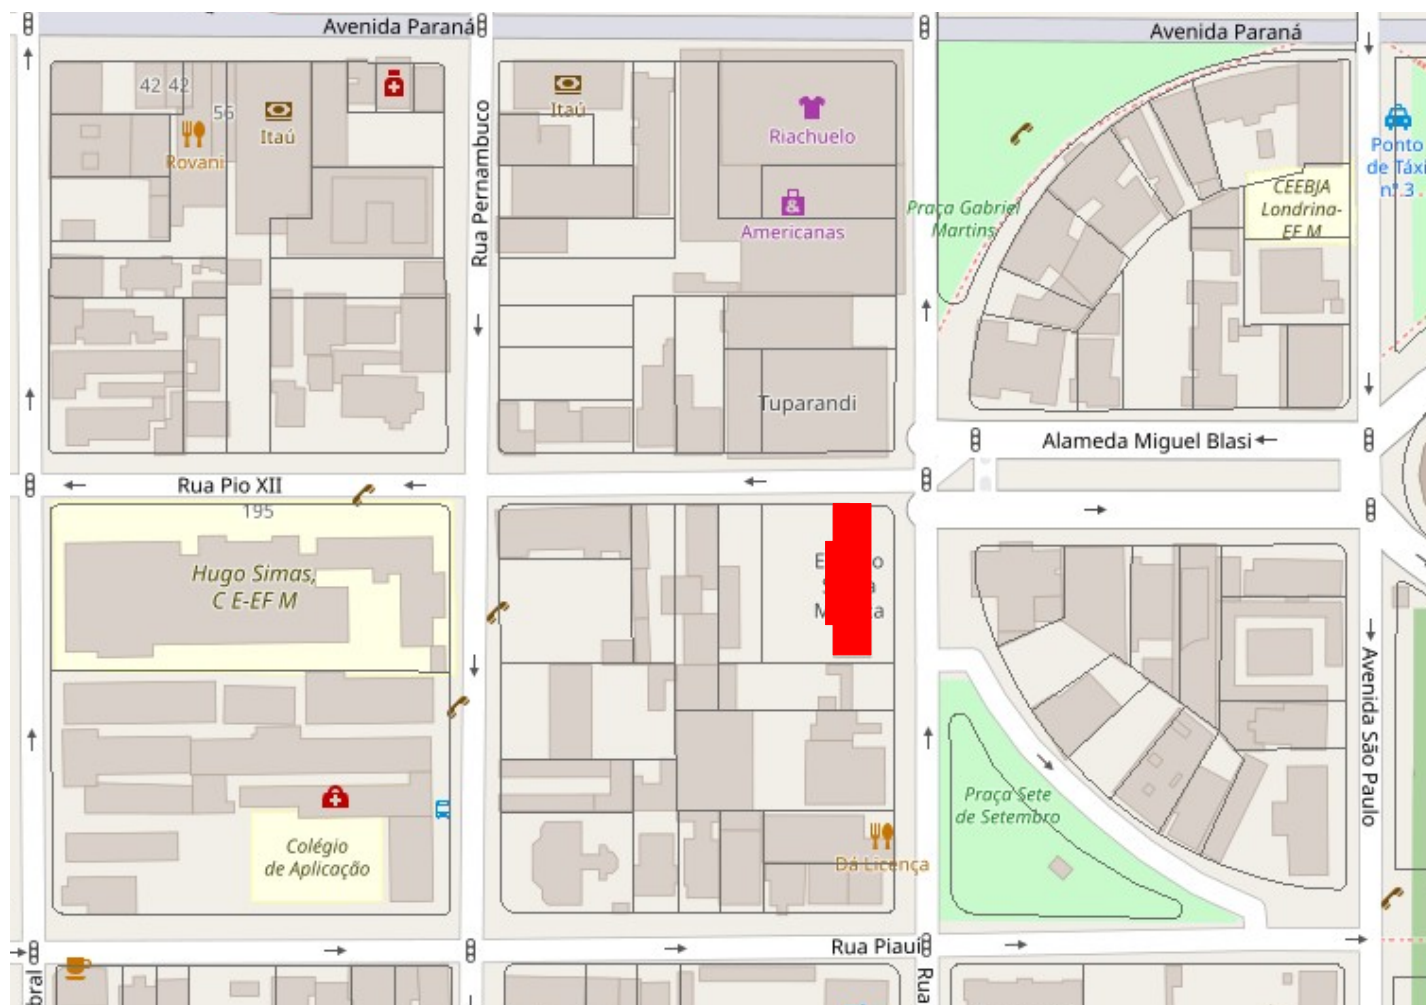 Avenida Paraná
Avenida Paraná
42 42
56
Itaú
Rovani
Itaú
Riachuelo
Americanas
Rua Pernambuco
Praça Gabriel
Martins
CEEBJA
Londrina-
EF M
Ponto
de Táxi
nº 3
Tuparandi
Alameda Miguel Blasi
Rua Pio XII
195
Hugo Simas,
C E-EF M
Avenida São Paulo
Praça Sete
de Setembro
Colégio
de Aplicação
Dá Licença
Rua Piauí
bral
Rua